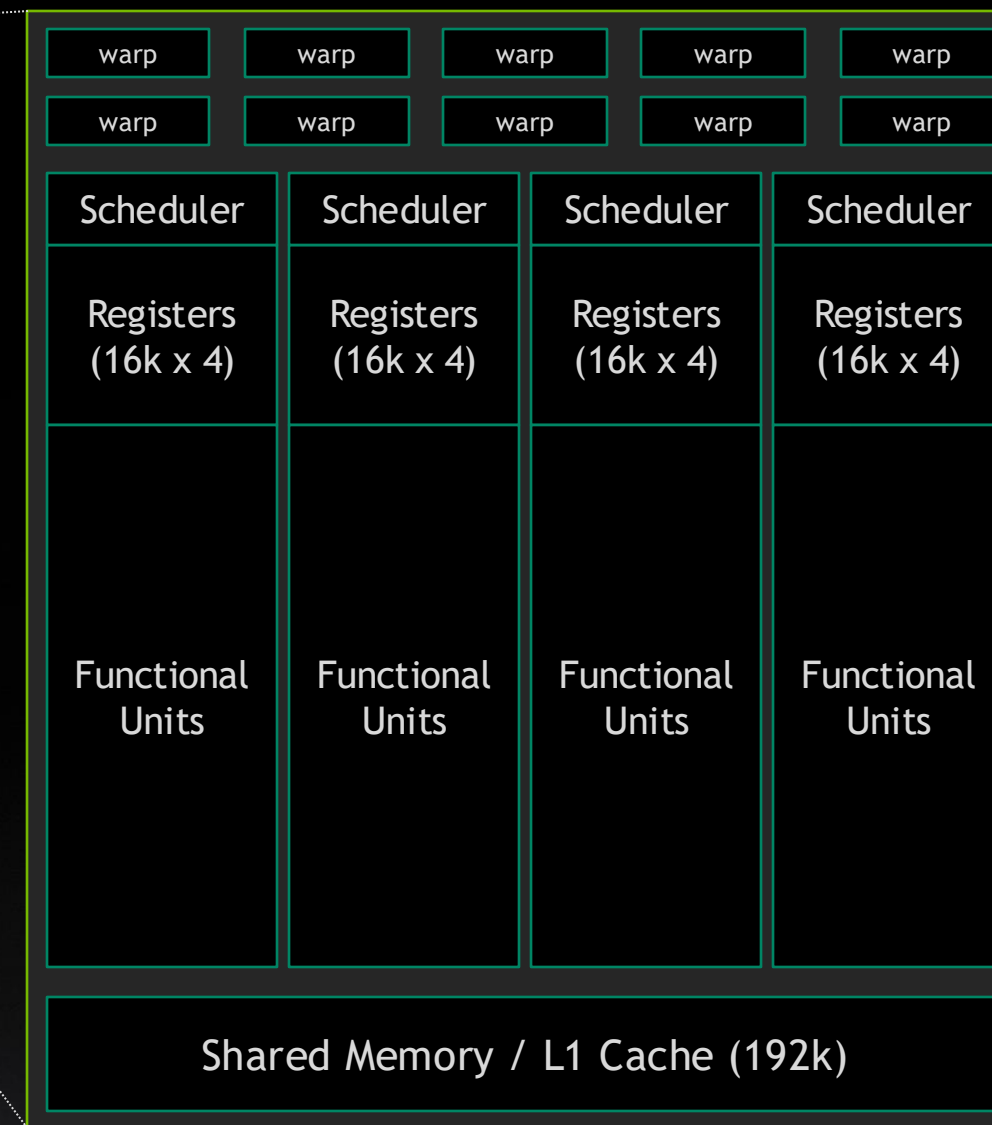 warp warp warp warp warp
warp warp warp warp warp
Scheduler Scheduler Scheduler Scheduler
Registers Registers Registers Registers
(16k x 4) (16k x 4) (16k x 4) (16k x 4)
Functional Functional Functional Functional
Units Units Units Units
Shared Memory / L1 Cache (192k)